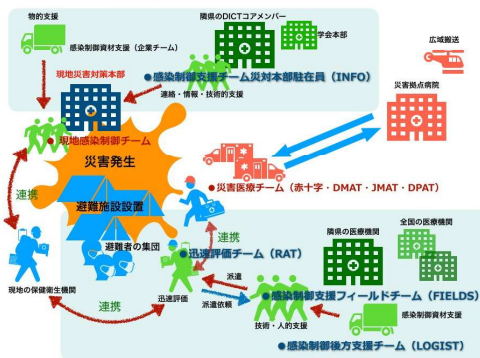 物的支援
感染制御資材支援（企業チーム）
隣県のDICTコアメンバー
学会本部
広域搬送
現地災害対策本部
●感染制御支援チーム災対本部駐在員（INFO）
連絡・情報・技術的支援
災害拠点病院
●現地感染制御チーム
災害発生
●災害医療チーム（赤十字・DMAT・JMAT・DPAT）
連携
避難施設設置
連携
避難者の集団
●迅速評価チーム（RAT）
隣県の医療機関
全国の医療機関
現地の保健衛生機関
連携
迅速評価
派遣
派遣依頼
●感染制御支援フィールドチーム（FIELDS）
技術・人的支援
感染制御資材支援
●感染制御後方支援チーム（LOGIST）